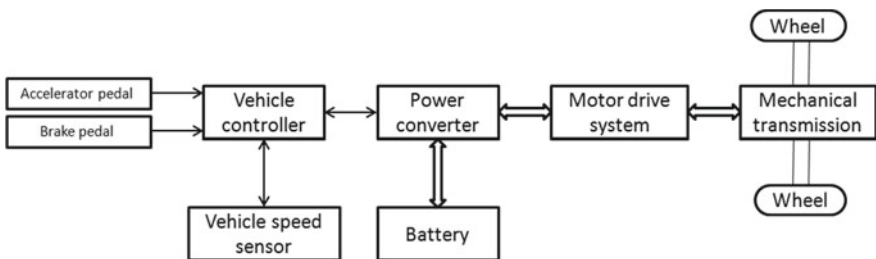 Wheel
Accelerator pedal
Brake pedal
Vehicle
controller
Power
converter
Motor drive
system
Mechanical
transmission
Vehicle speed
sensor
Battery
Wheel